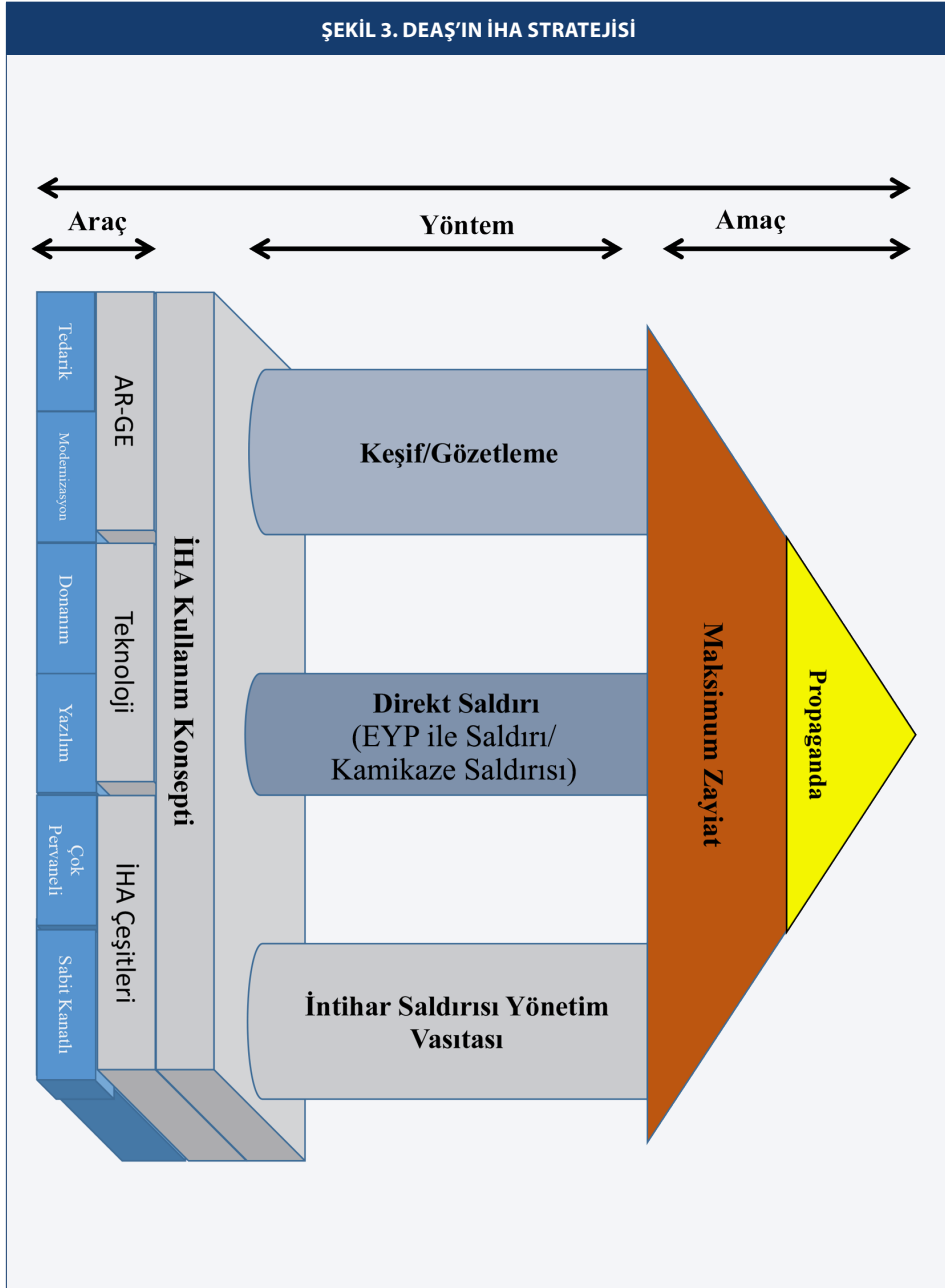 ŞEKİL 3. DEAŞ’IN İHA STRATEJİSİ
Araç
Yöntem
Amaç
Tedarik
Modernizasyon
Donanım
Yazılım
Çok
Pervaneli
Sabit Kanatlı
AR-GE
Teknoloji
İHA Çeşitleri
İHA Kullanım Konsepti
Keşif/Gözetleme
Direkt Saldırı
(EYP ile Saldırı/
Kamikaze Saldırısı)
İntihar Saldırısı Yönetim
Vasıtası
Maksimum Zayiat
Propaganda